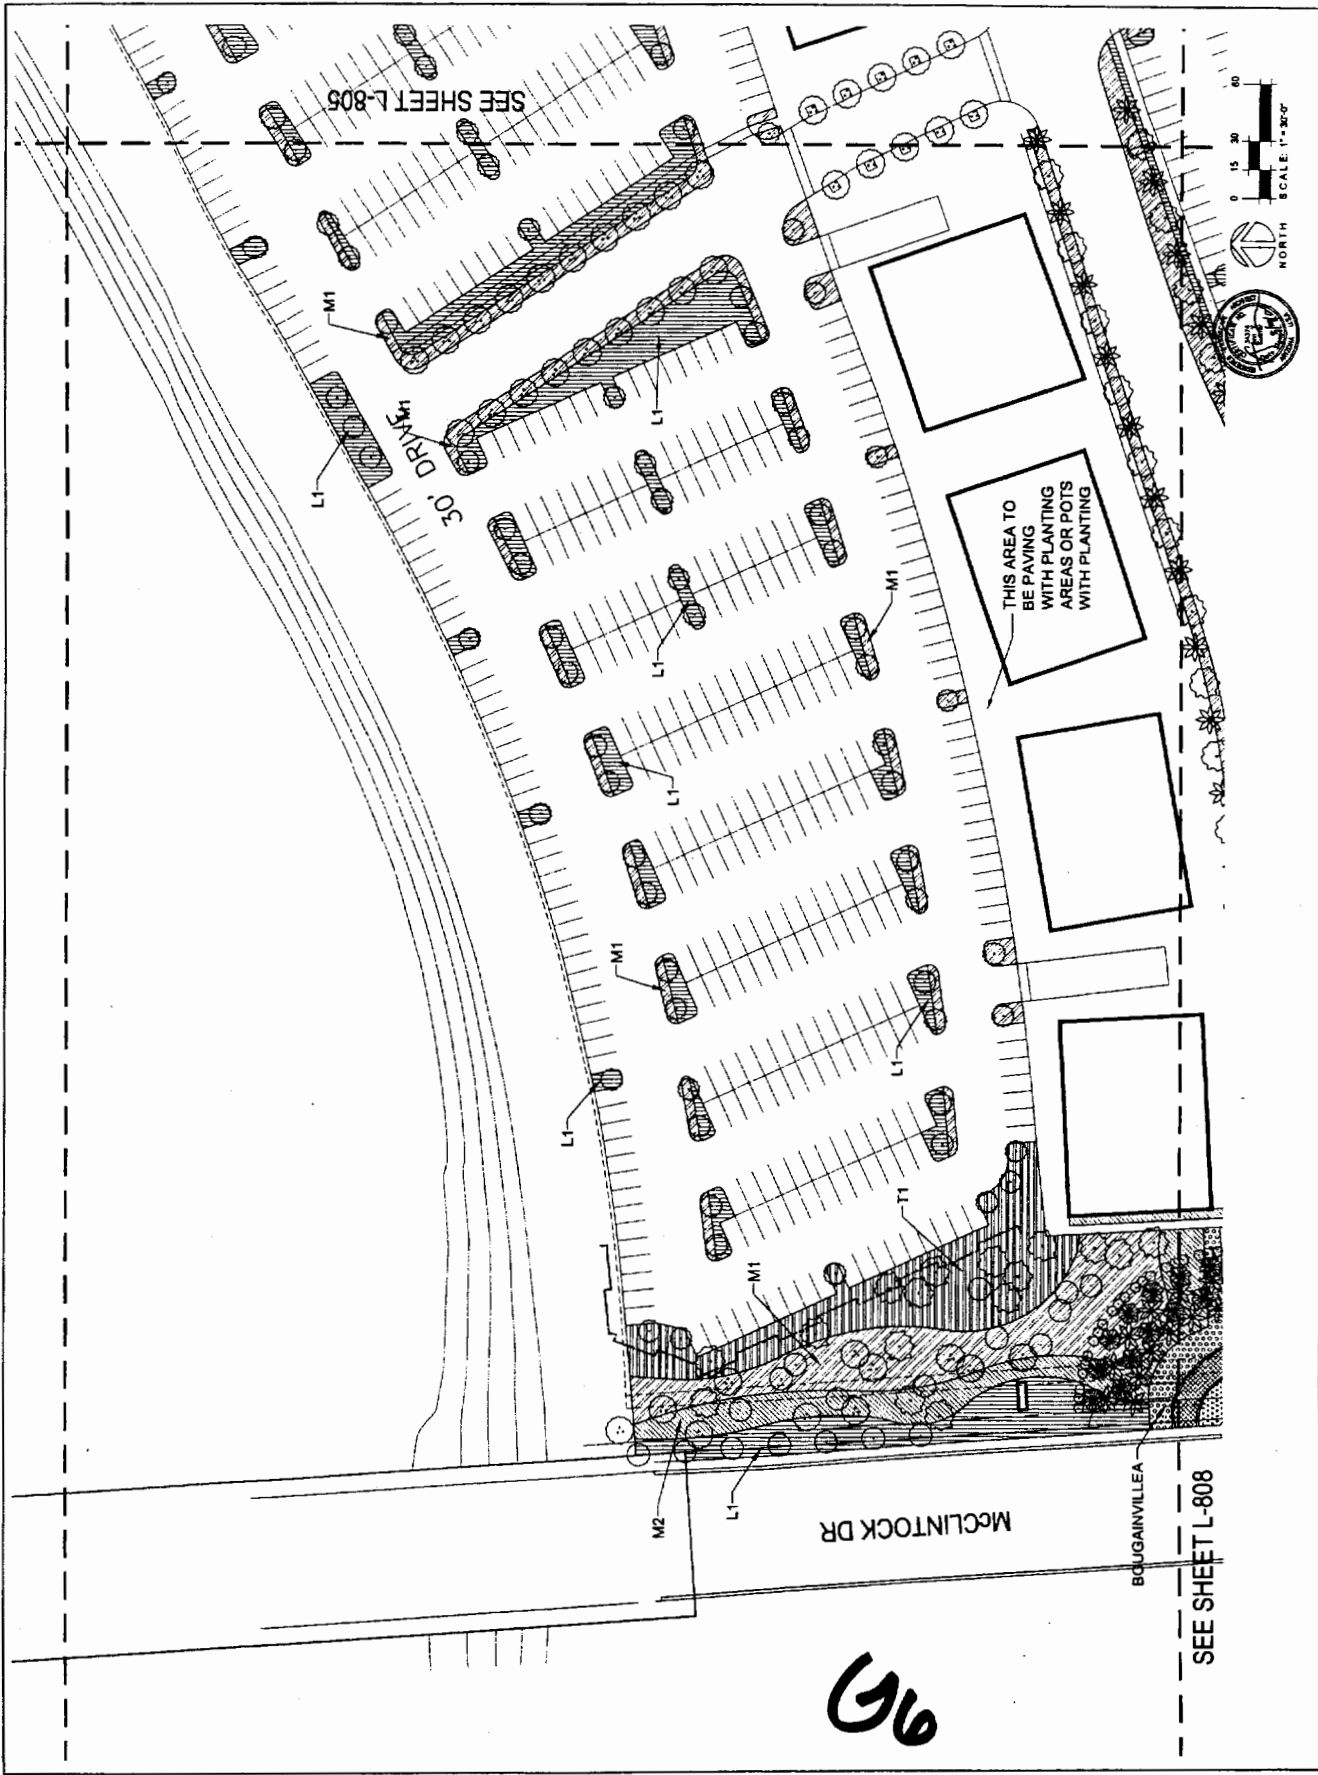 SEE SHEET L-805
M1
L1
30' DRIVE
M1
L1
THIS AREA TO
BE PAVING
WITH PLANTING
AREAS OR POTS
WITH PLANTING
L1
M1
L1
M1
L1
L1
T1
M1
M2
L1
McCLINTOCK DR
BOUGAINVILLEA
SEE SHEET L-808
0 15 30 60
SCALE: 1" = 30'-0"
NORTH
G6